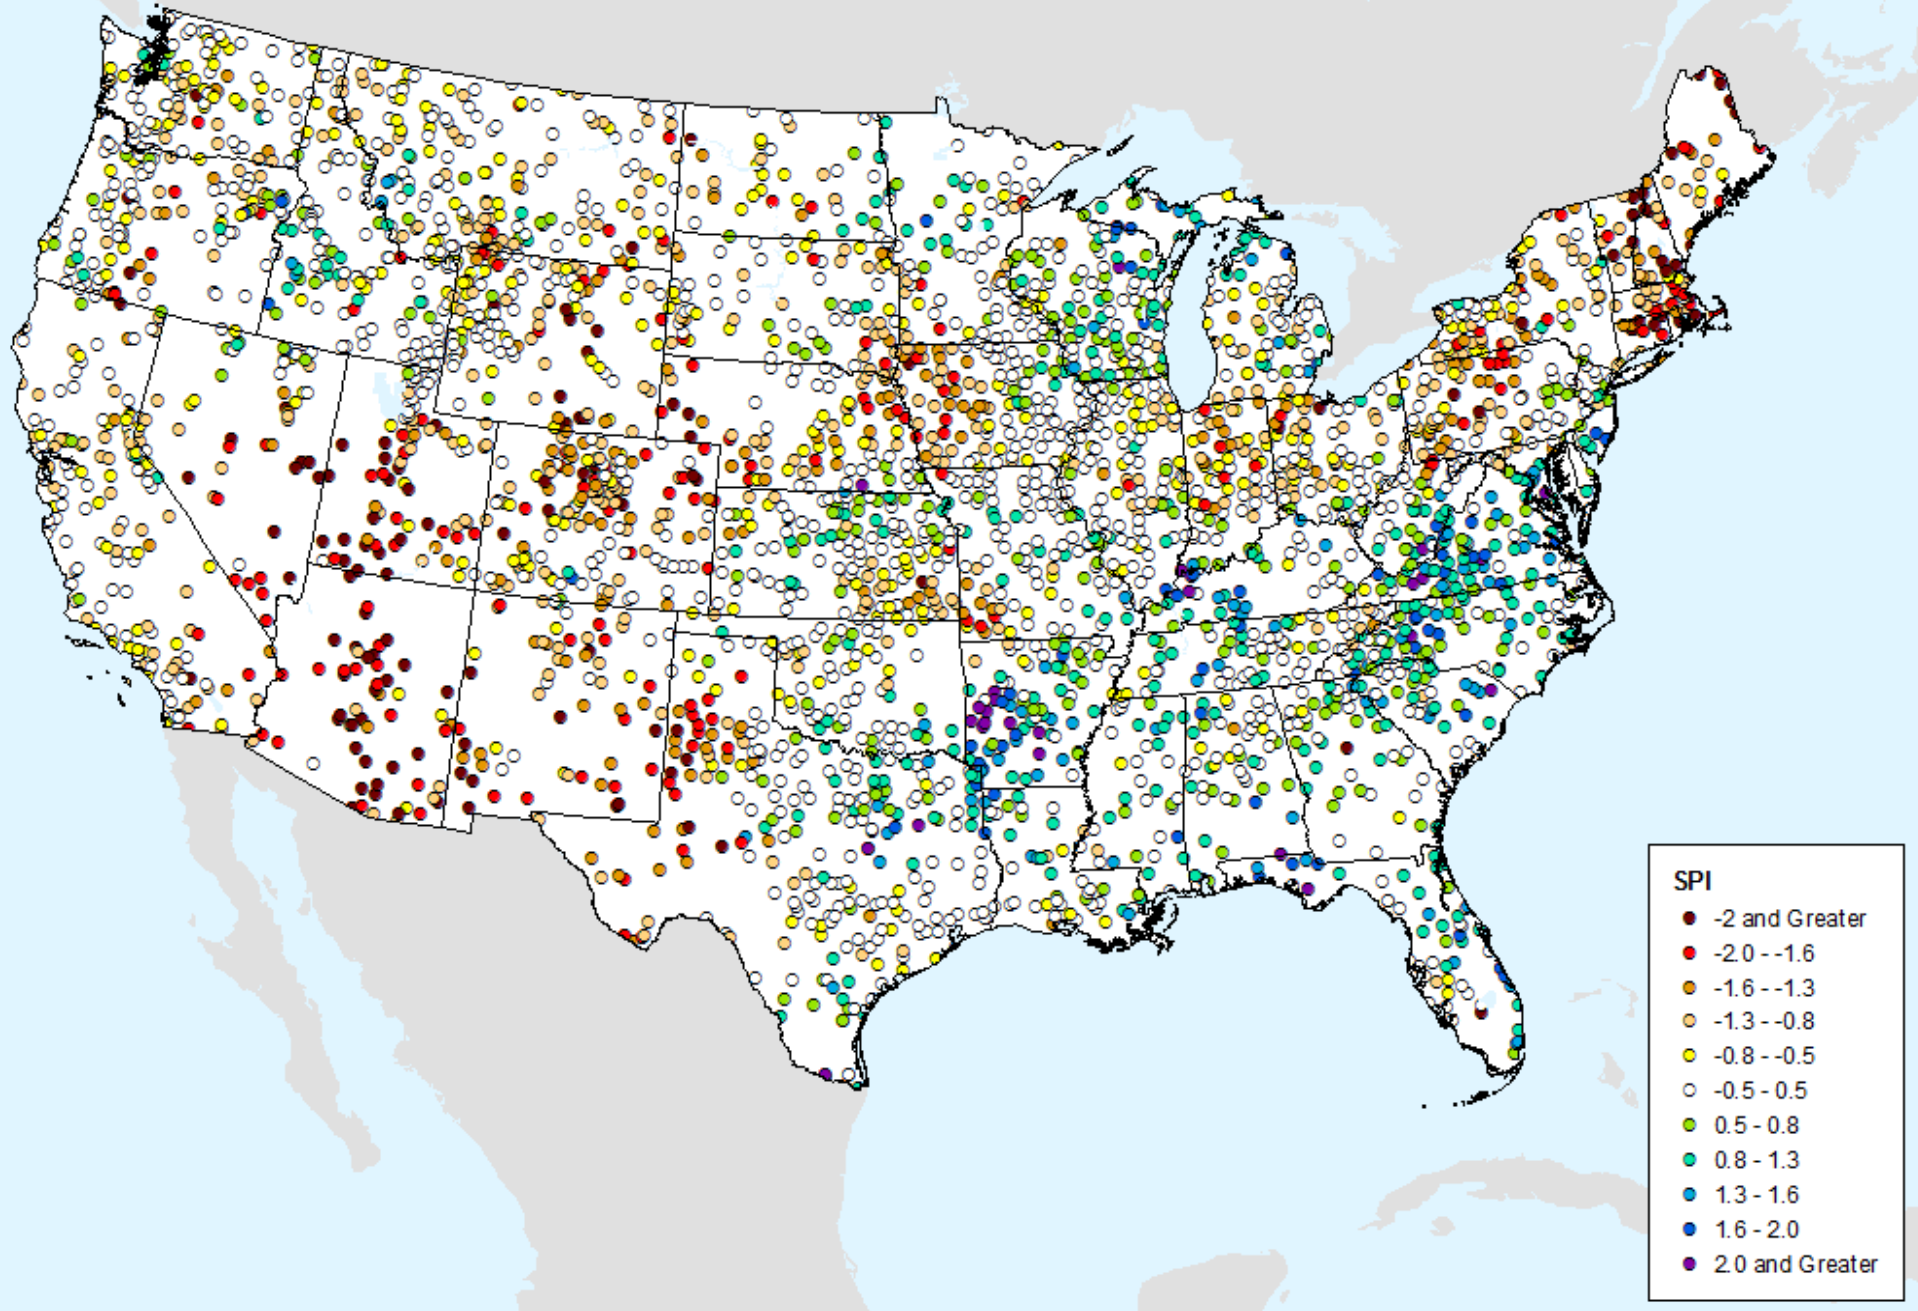 SPI
-2 and Greater
-2.0 - -1.6
-1.6 - -1.3
-1.3 - -0.8
-0.8 - -0.5
-0.5 - 0.5
0.5 - 0.8
0.8 - 1.3
1.3 - 1.6
1.6 - 2.0
2.0 and Greater